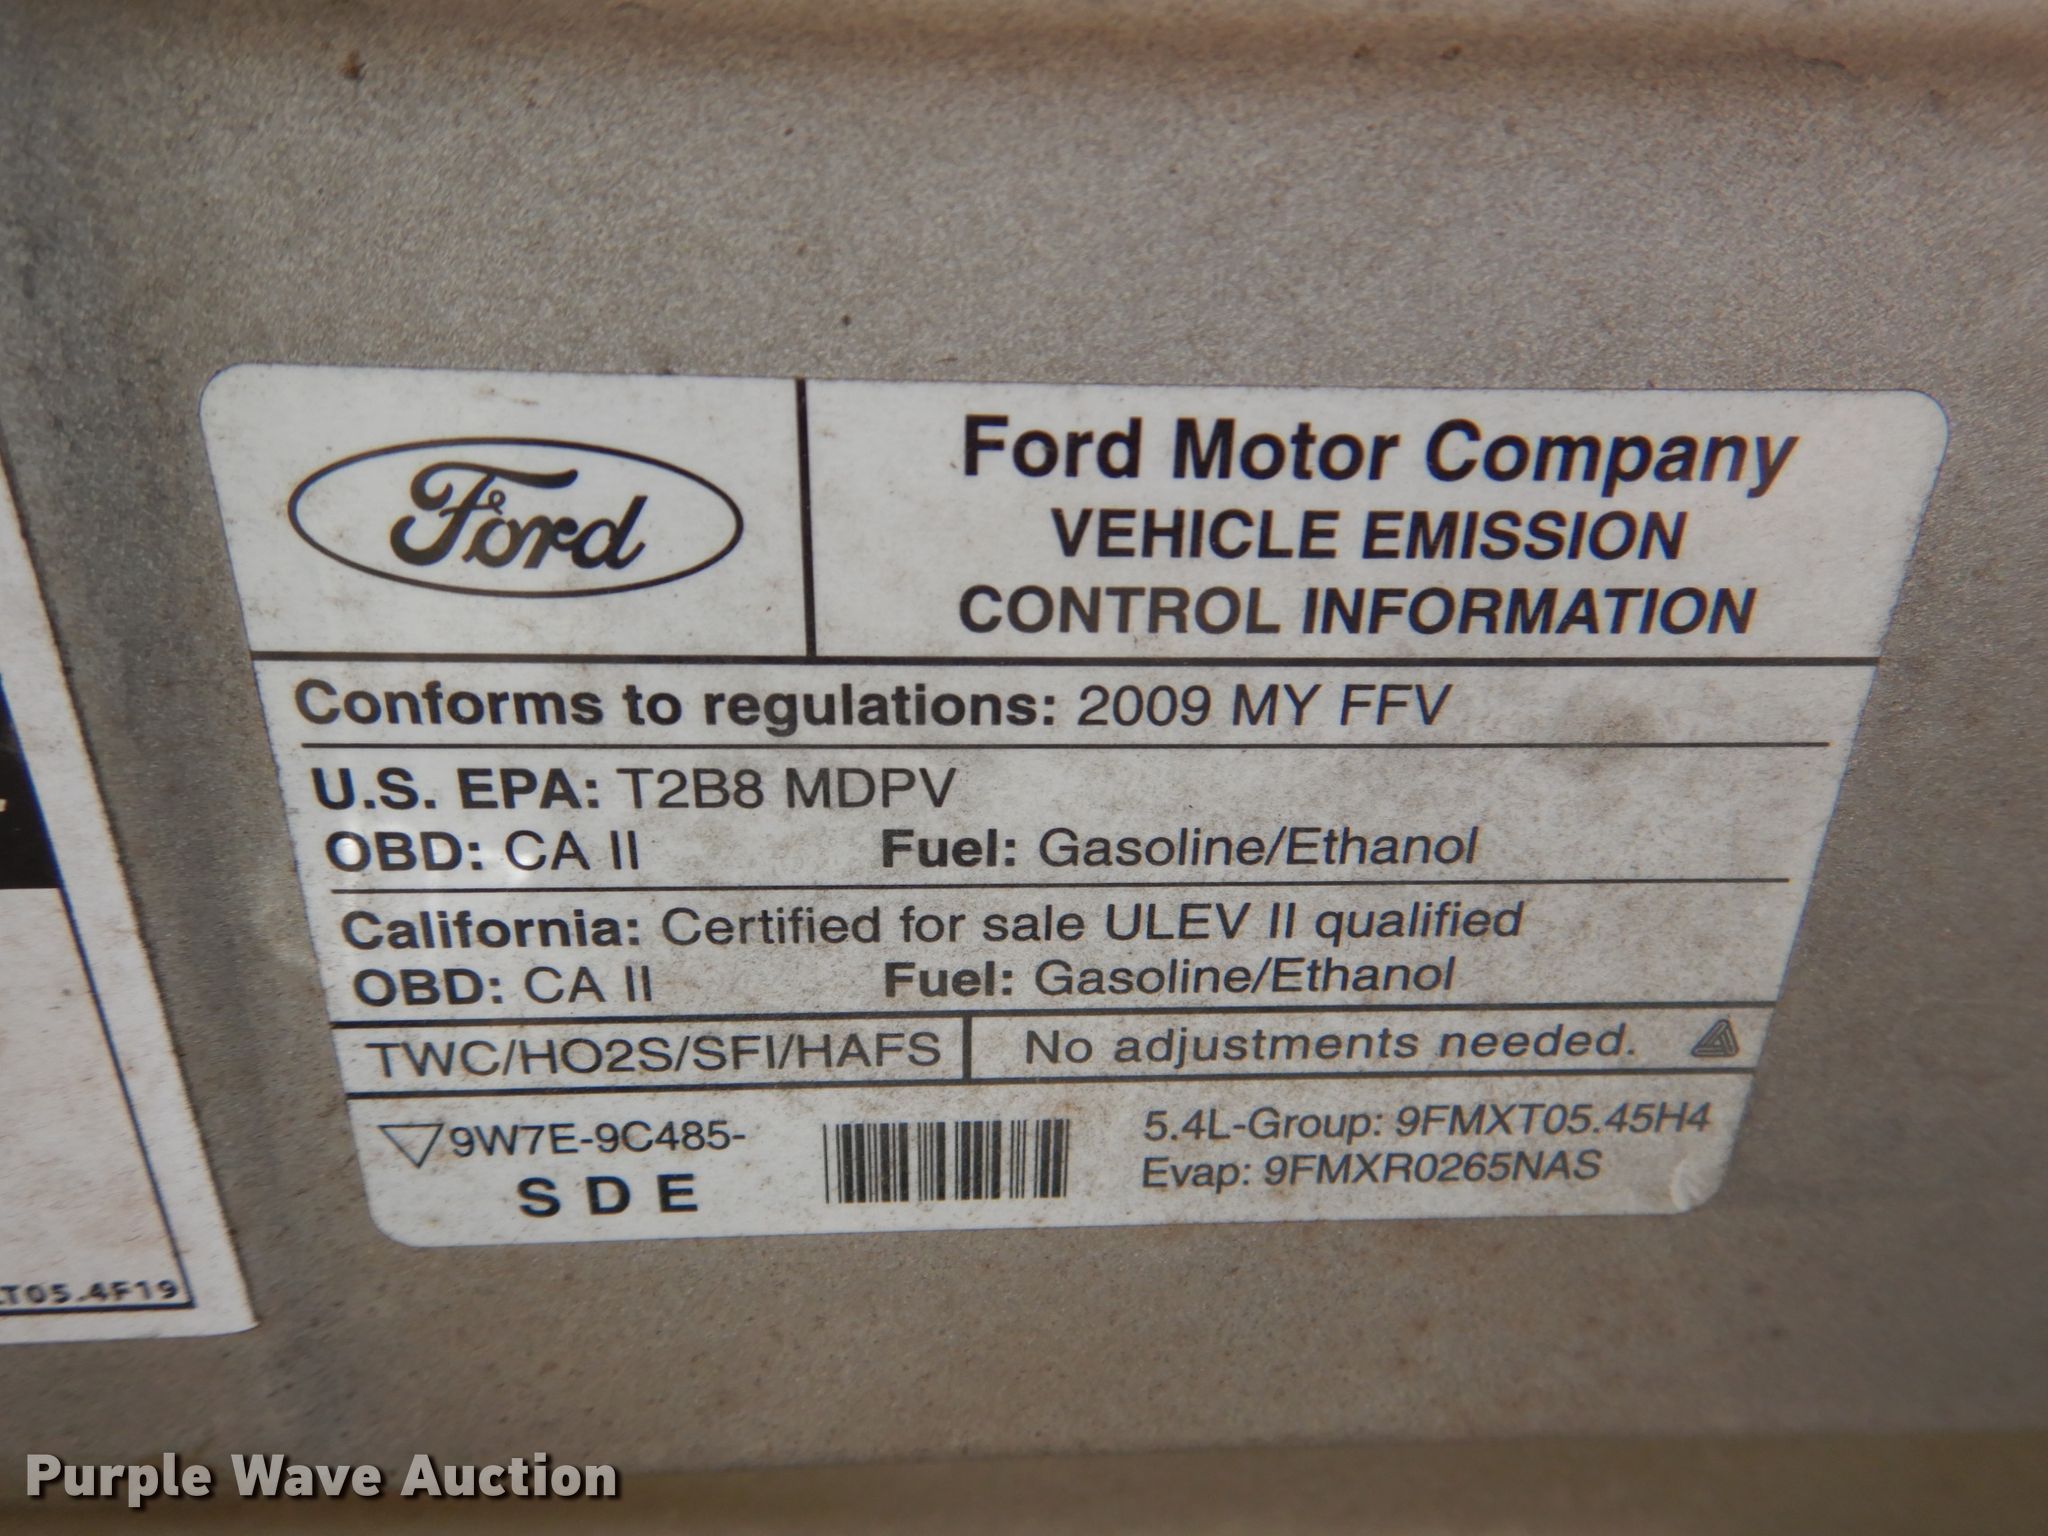 Ford
Ford Motor Company
VEHICLE EMISSION
CONTROL INFORMATION
Conforms to regulations: 2009 MY FFV
U.S. EPA: T2B8 MDPV
OBD: CA II Fuel: Gasoline/Ethanol
California: Certified for sale ULEV II qualified
OBD: CA II Fuel: Gasoline/Ethanol
TWC/HO2S/SFI/HAFS No adjustments needed.
9W7E-9C485-
SDE
5.4L-Group: 9FMXT05.45H4
Evap: 9FMXR0265NAS
T05.4F19
Purple Wave Auction